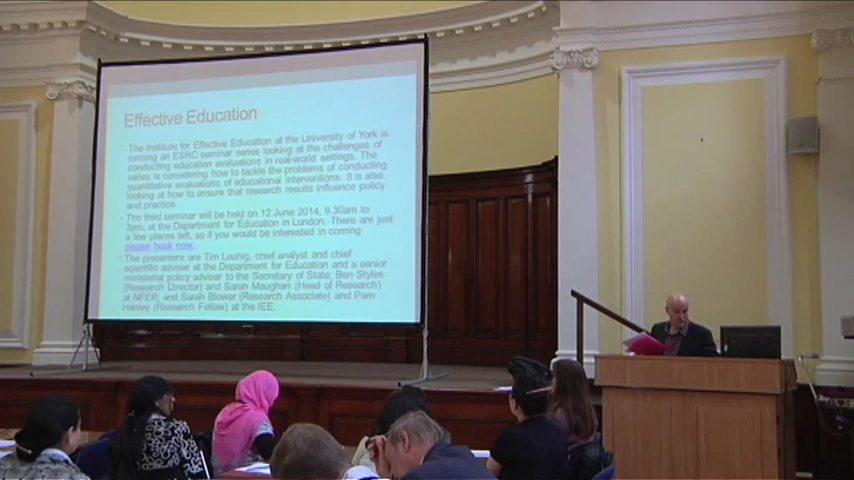 Effective Education
- The Institute for Effective Education at the University of York is
running an ESRC seminar series looking at the challenges of
conducting education evaluations in real-world settings. The
series is considering how to tackle the problems of conducting
quantitative evaluations of educational interventions. It is also
looking at how to ensure that research results influence policy
and practice.
- The third seminar will be held on 12 June 2014, 9.30am to
3pm, at the Department for Education in London. There are just
a few places left, so if you would be interested in coming
please book now.
- The presenters are Tim Leunig, chief analyst and chief
scientific adviser at the Department for Education and a senior
ministerial policy adviser to the Secretary of State; Ben Styles
(Research Director) and Sarah Maughan (Head of Research)
at NFER; and Sarah Blower (Research Associate) and Pam
Hanley (Research Fellow) at the IEE.